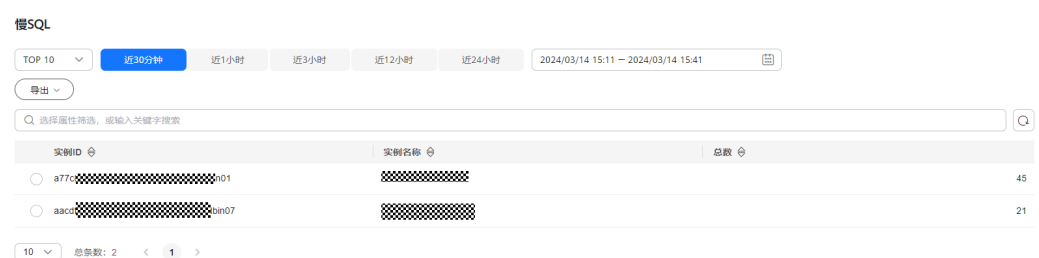 慢SQL
TOP 10 近30分钟 近1小时 近3小时 近12小时 近24小时 2024/03/14 15:11 – 2024/03/14 15:41
导出
选择属性筛选，或输入关键字搜索
实例ID 实例名称 总数
a77c n01 45
aacd bin07 21
10 总条数：2 1